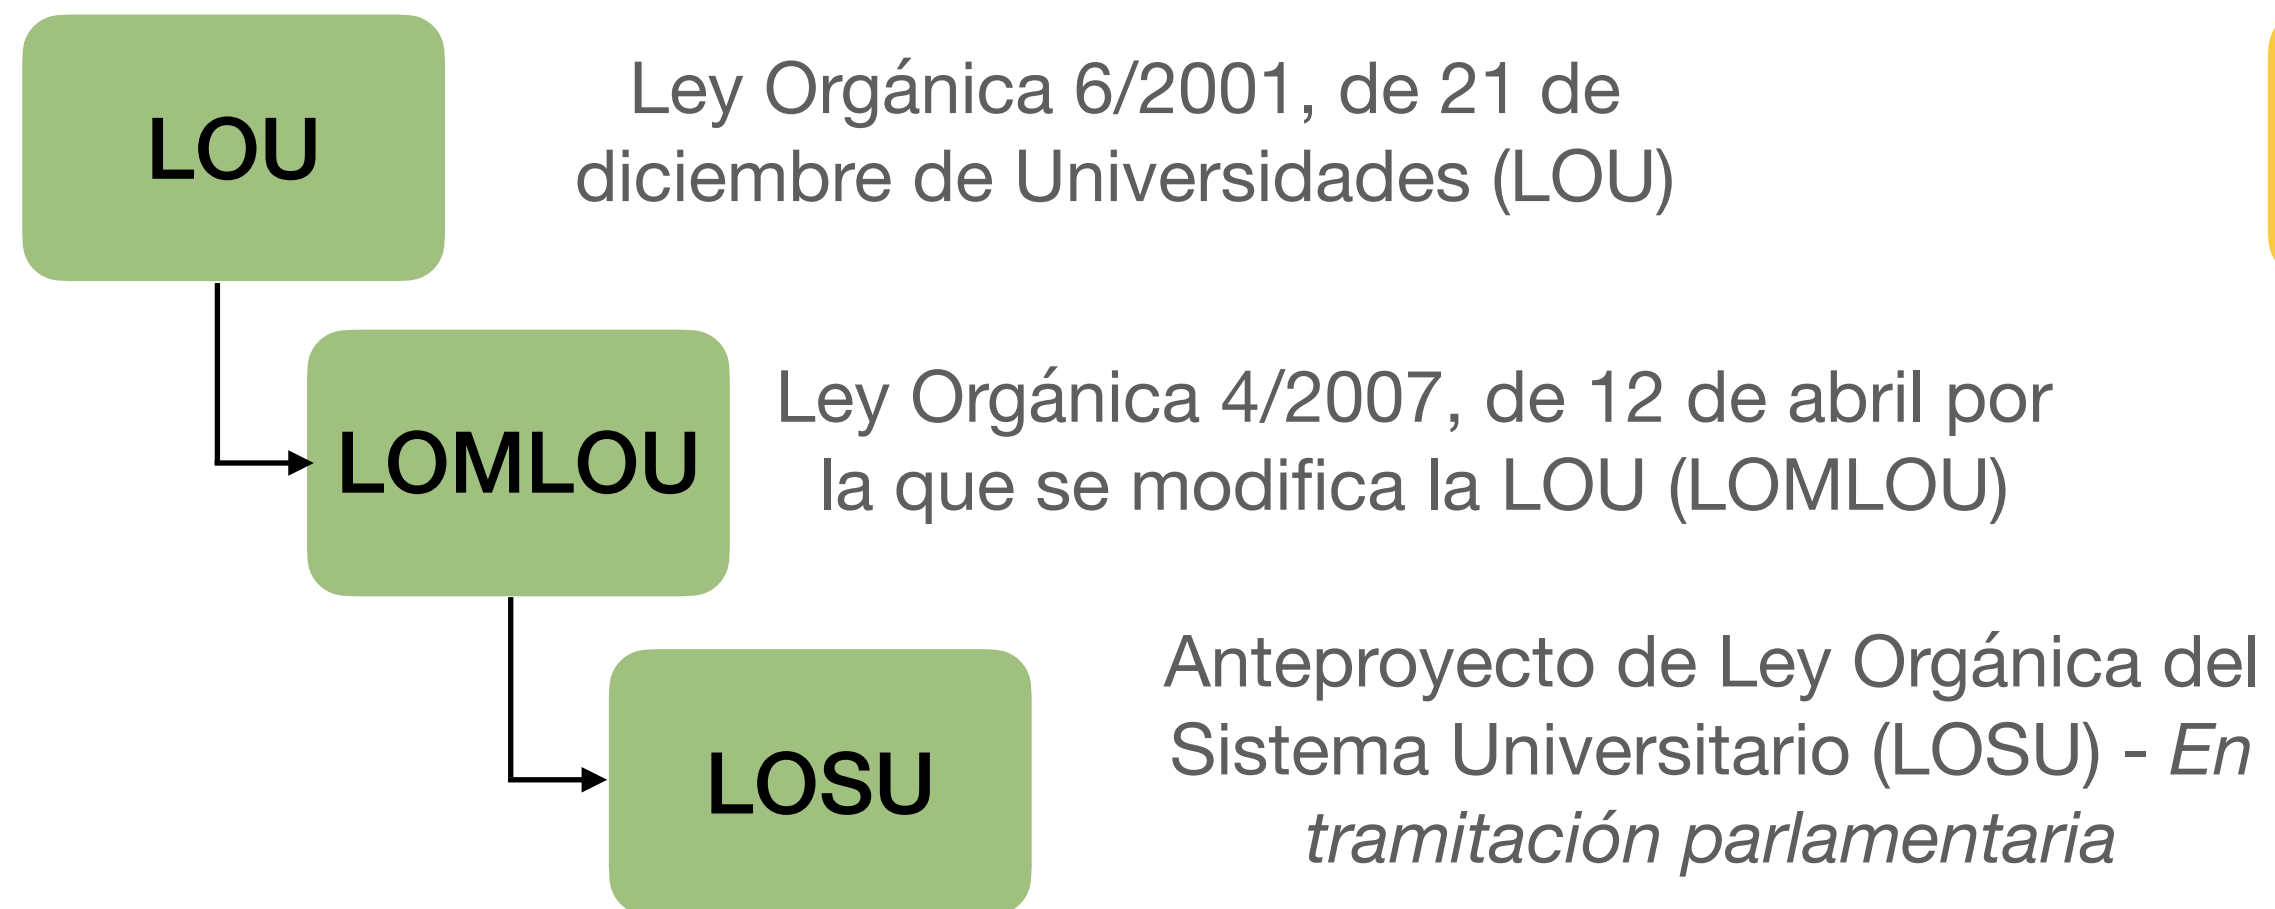 LOU
Ley Orgánica 6/2001, de 21 de
diciembre de Universidades (LOU)
LOMLOU
Ley Orgánica 4/2007, de 12 de abril por
la que se modifica la LOU (LOMLOU)
LOSU
Anteproyecto de Ley Orgánica del
Sistema Universitario (LOSU) - En
tramitación parlamentaria